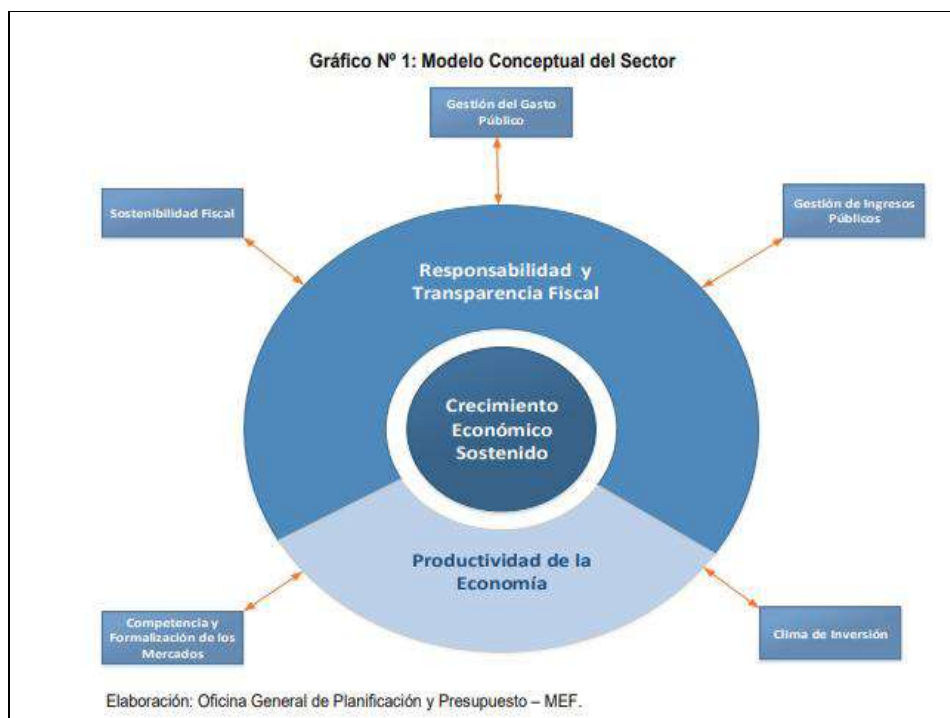 Gráfico Nº 1: Modelo Conceptual del Sector
Gestión del Gasto
Público
Sostenibilidad Fiscal
Gestión de Ingresos
Públicos
Responsabilidad y
Transparencia Fiscal
Crecimiento
Económico
Sostenido
Productividad de la
Economía
Competencia y
Formalización de los
Mercados
Clima de Inversión
Elaboración: Oficina General de Planificación y Presupuesto – MEF.